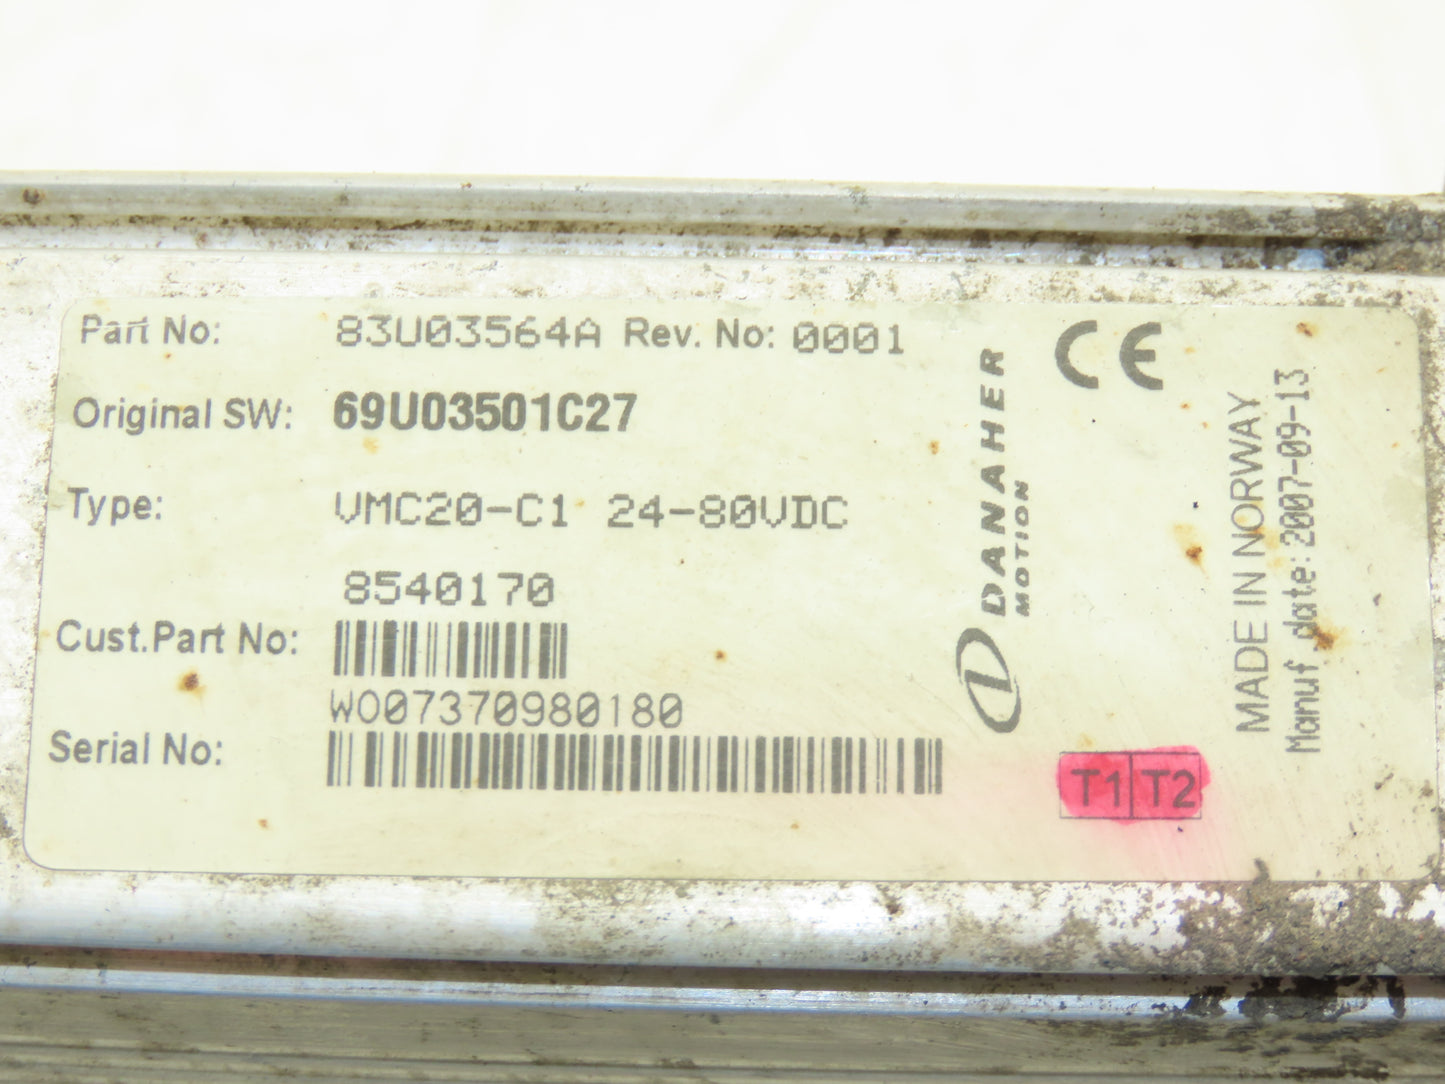 Part No: 83U03564A Rev. No: 0001
Original SW: 69U03501C27
Type: VMC20-C1 24-80VDC
8540170
Cust.Part No:
WO07370980180
Serial No:
DANAHER
MOTION
CE
MADE IN NORWAY
Manuf.date:2007-09-13
T1 T2